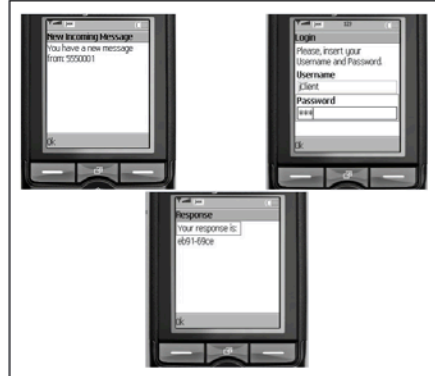 New Incoming Message
You have a new message
from: 5550001
Ok
Login
Please, insert your
Username and Password.
Username
jClient
Password
***
Ok
Response
Your response is:
eb91-69ce
Ok